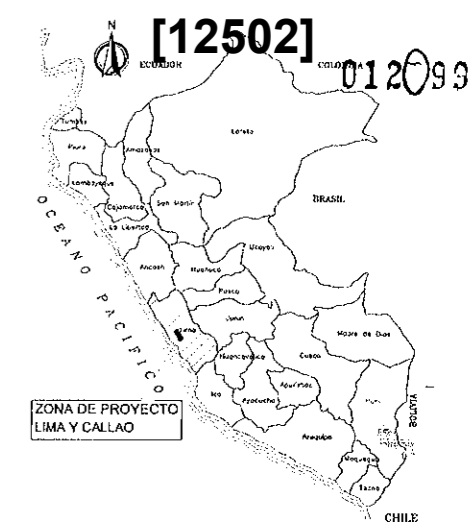 N
[12502]
ECUADOR
COLOMBIA
012093
Tumbes
Piura
Amazonas
Loreto
Lambayeque
Cajamarca
San Martin
BRASIL
La Libertad
OCEANO PACIFICO
Ancash
Huanuco
Ucayali
Pasco
Lima
Junin
Madre de Dios
Huancavelica
Cusco
Ica
Ayacucho
Apurimac
Puno
BOLIVIA
ZONA DE PROYECTO
LIMA Y CALLAO
Arequipa
Moquegua
Tacna
CHILE